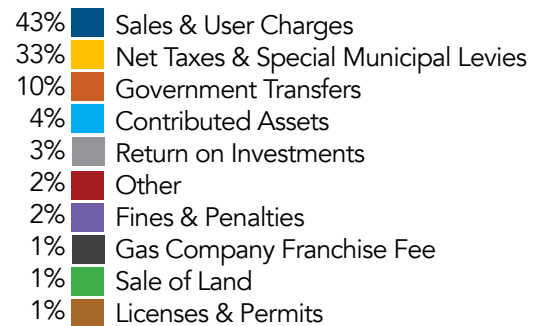 43% Sales & User Charges
33% Net Taxes & Special Municipal Levies
10% Government Transfers
4% Contributed Assets
3% Return on Investments
2% Other
2% Fines & Penalties
1% Gas Company Franchise Fee
1% Sale of Land
1% Licenses & Permits